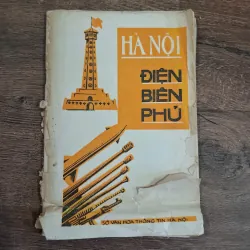 HÀ NỘI
ĐIỆN
BIÊN
PHỦ
SỞ VĂN HÓA THÔNG TIN HÀ NỘI